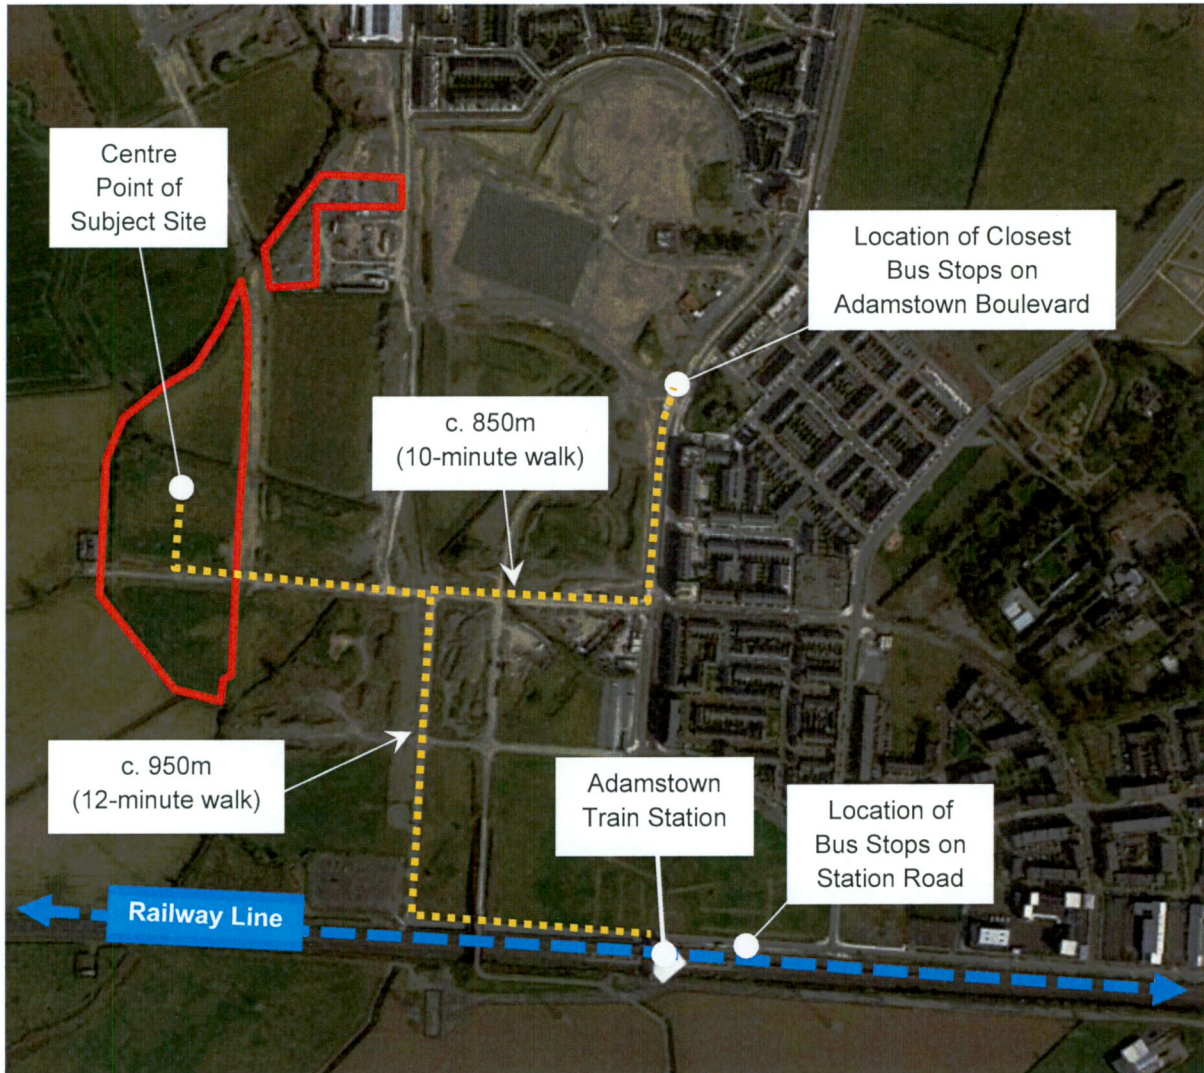 Centre
Point of
Subject Site
Location of Closest
Bus Stops on
Adamstown Boulevard
c. 850m
(10-minute walk)
c. 950m
(12-minute walk)
Adamstown
Train Station
Location of
Bus Stops on
Station Road
Railway Line